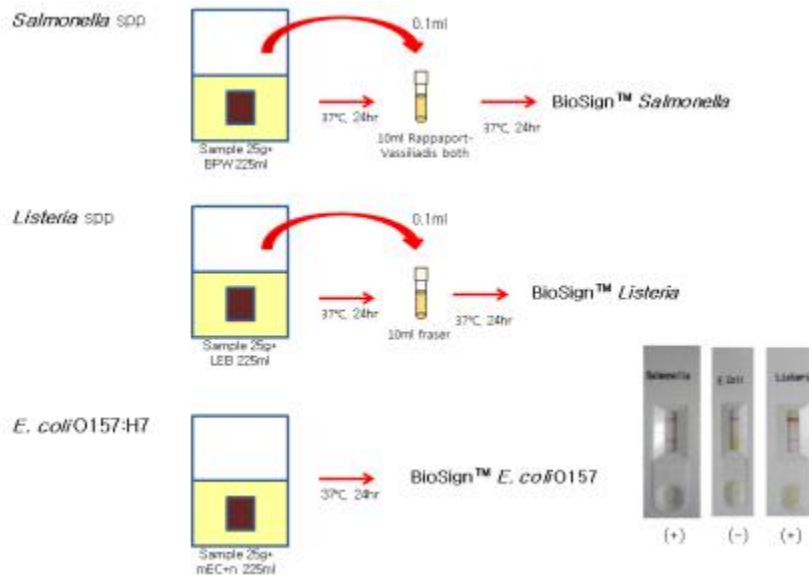 Salmonella spp
0.1ml
37℃, 24hr
37℃, 24hr
BioSign™ Salmonella
Sample 25g+
BPW 225ml
10ml Rappaport-
Vassiliadis both
Listeria spp
0.1ml
37℃, 24hr
37℃, 24hr
BioSign™ Listeria
Sample 25g+
LEB 225ml
10ml fraser
E. coli O157:H7
37℃, 24hr
BioSign™ E. coli O157
Sample 25g+
mEC+n 225ml
Salmonella
E.Coli
Listeri
(+)
(-)
(+)